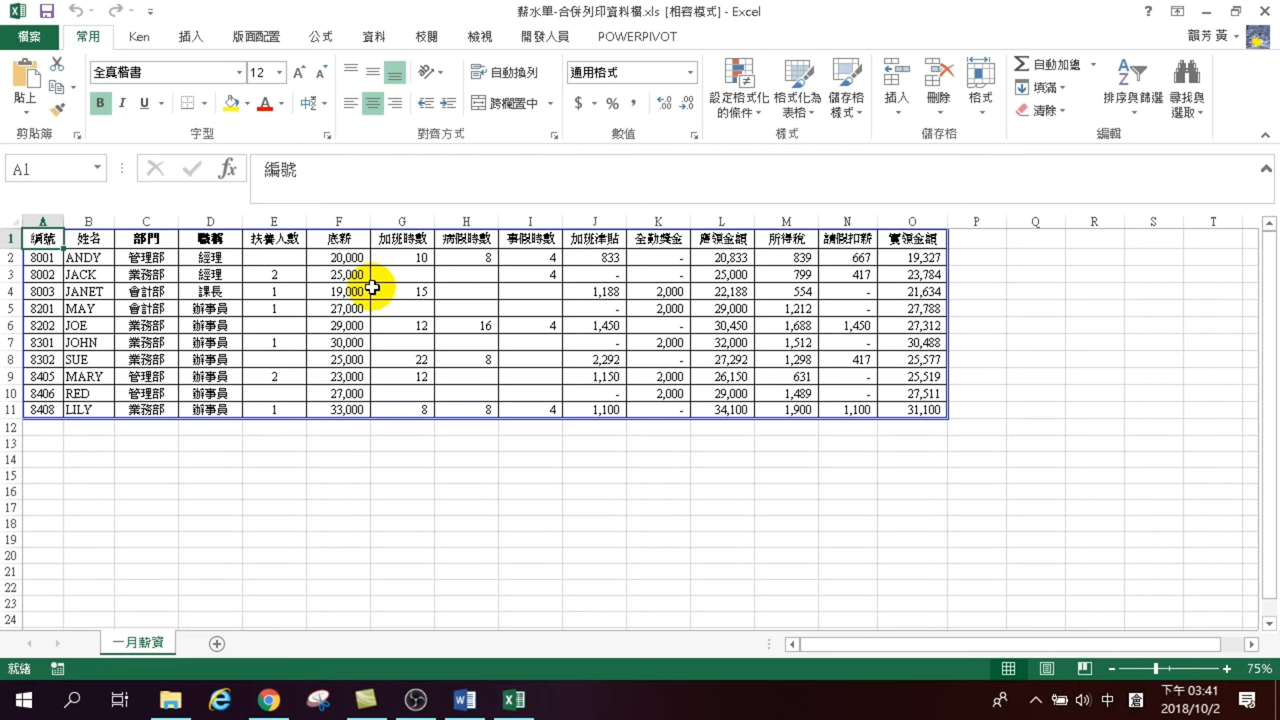 薪水單-合併列印資料檔.xls [相容模式] - Excel
檔案 常用 Ken 插入 版面配置 公式 資料 校閱 檢視 開發人員 POWERPIVOT 韻芳 黃
貼上 全真楷書 12 自動換列 通用格式 設定格式化的條件 格式化為表格 儲存格樣式 插入 刪除 格式 自動加總 填滿 清除 排序與篩選 尋找與選取
B I U 中 跨欄置中 $ % ,
剪貼簿 字型 對齊方式 數值 樣式 儲存格 編輯
A1 fx 編號
A B C D E F G H I J K L M N O P Q R S T
1 編號 姓名 部門 職稱 扶養人數 底薪 加班時數 病假時數 事假時數 加班津貼 全勤獎金 應領金額 所得稅 請假扣薪 實領金額
2 8001 ANDY 管理部 經理 20,000 10 8 4 833 - 20,833 839 667 19,327
3 8002 JACK 業務部 經理 2 25,000 4 - - 25,000 799 417 23,784
4 8003 JANET 會計部 課長 1 19,000 15 1,188 2,000 22,188 554 - 21,634
5 8201 MAY 會計部 辦事員 1 27,000 - 2,000 29,000 1,212 - 27,788
6 8202 JOE 業務部 辦事員 29,000 12 16 4 1,450 - 30,450 1,688 1,450 27,312
7 8301 JOHN 業務部 辦事員 1 30,000 - 2,000 32,000 1,512 - 30,488
8 8302 SUE 業務部 辦事員 25,000 22 8 2,292 - 27,292 1,298 417 25,577
9 8405 MARY 管理部 辦事員 2 23,000 12 1,150 2,000 26,150 631 - 25,519
10 8406 RED 管理部 辦事員 27,000 - 2,000 29,000 1,489 - 27,511
11 8408 LILY 業務部 辦事員 1 33,000 8 8 4 1,100 - 34,100 1,900 1,100 31,100
12
13
14
15
16
17
18
19
20
21
22
23
24
一月薪資
就緒 75%
下午 03:41
中 倉
2018/10/2